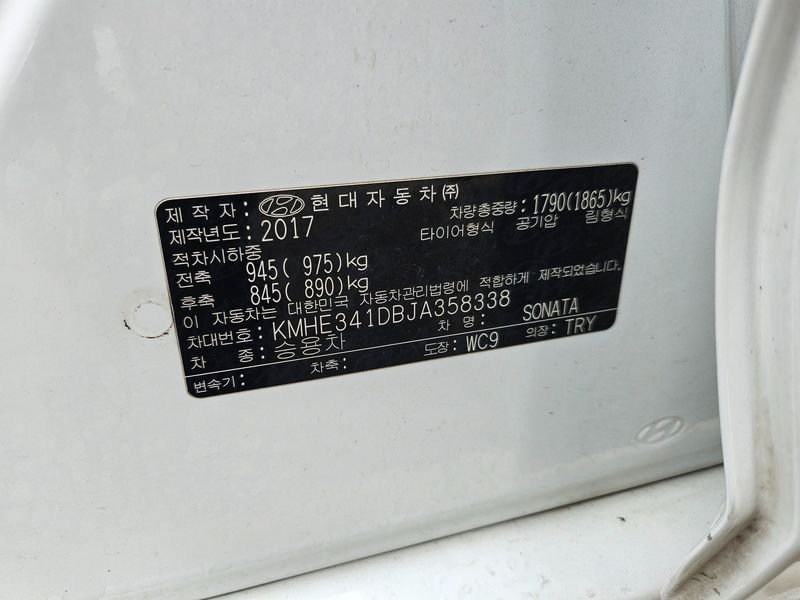 제 작 자 : 현대자동차㈜ 차량총중량 : 1790(1865)kg
제작년도 : 2017 타이어형식 공기압 림형식
적차시하중
전축 945( 975)kg
후축 845( 890)kg
이 자동차는 대한민국 자동차관리법령에 적합하게 제작되었습니다.
차대번호 : KMHE341DBJA358338 차 명 : SONATA
차 종 : 승용차 도장 : WC9 의장 : TRY
변속기 : 차축 :